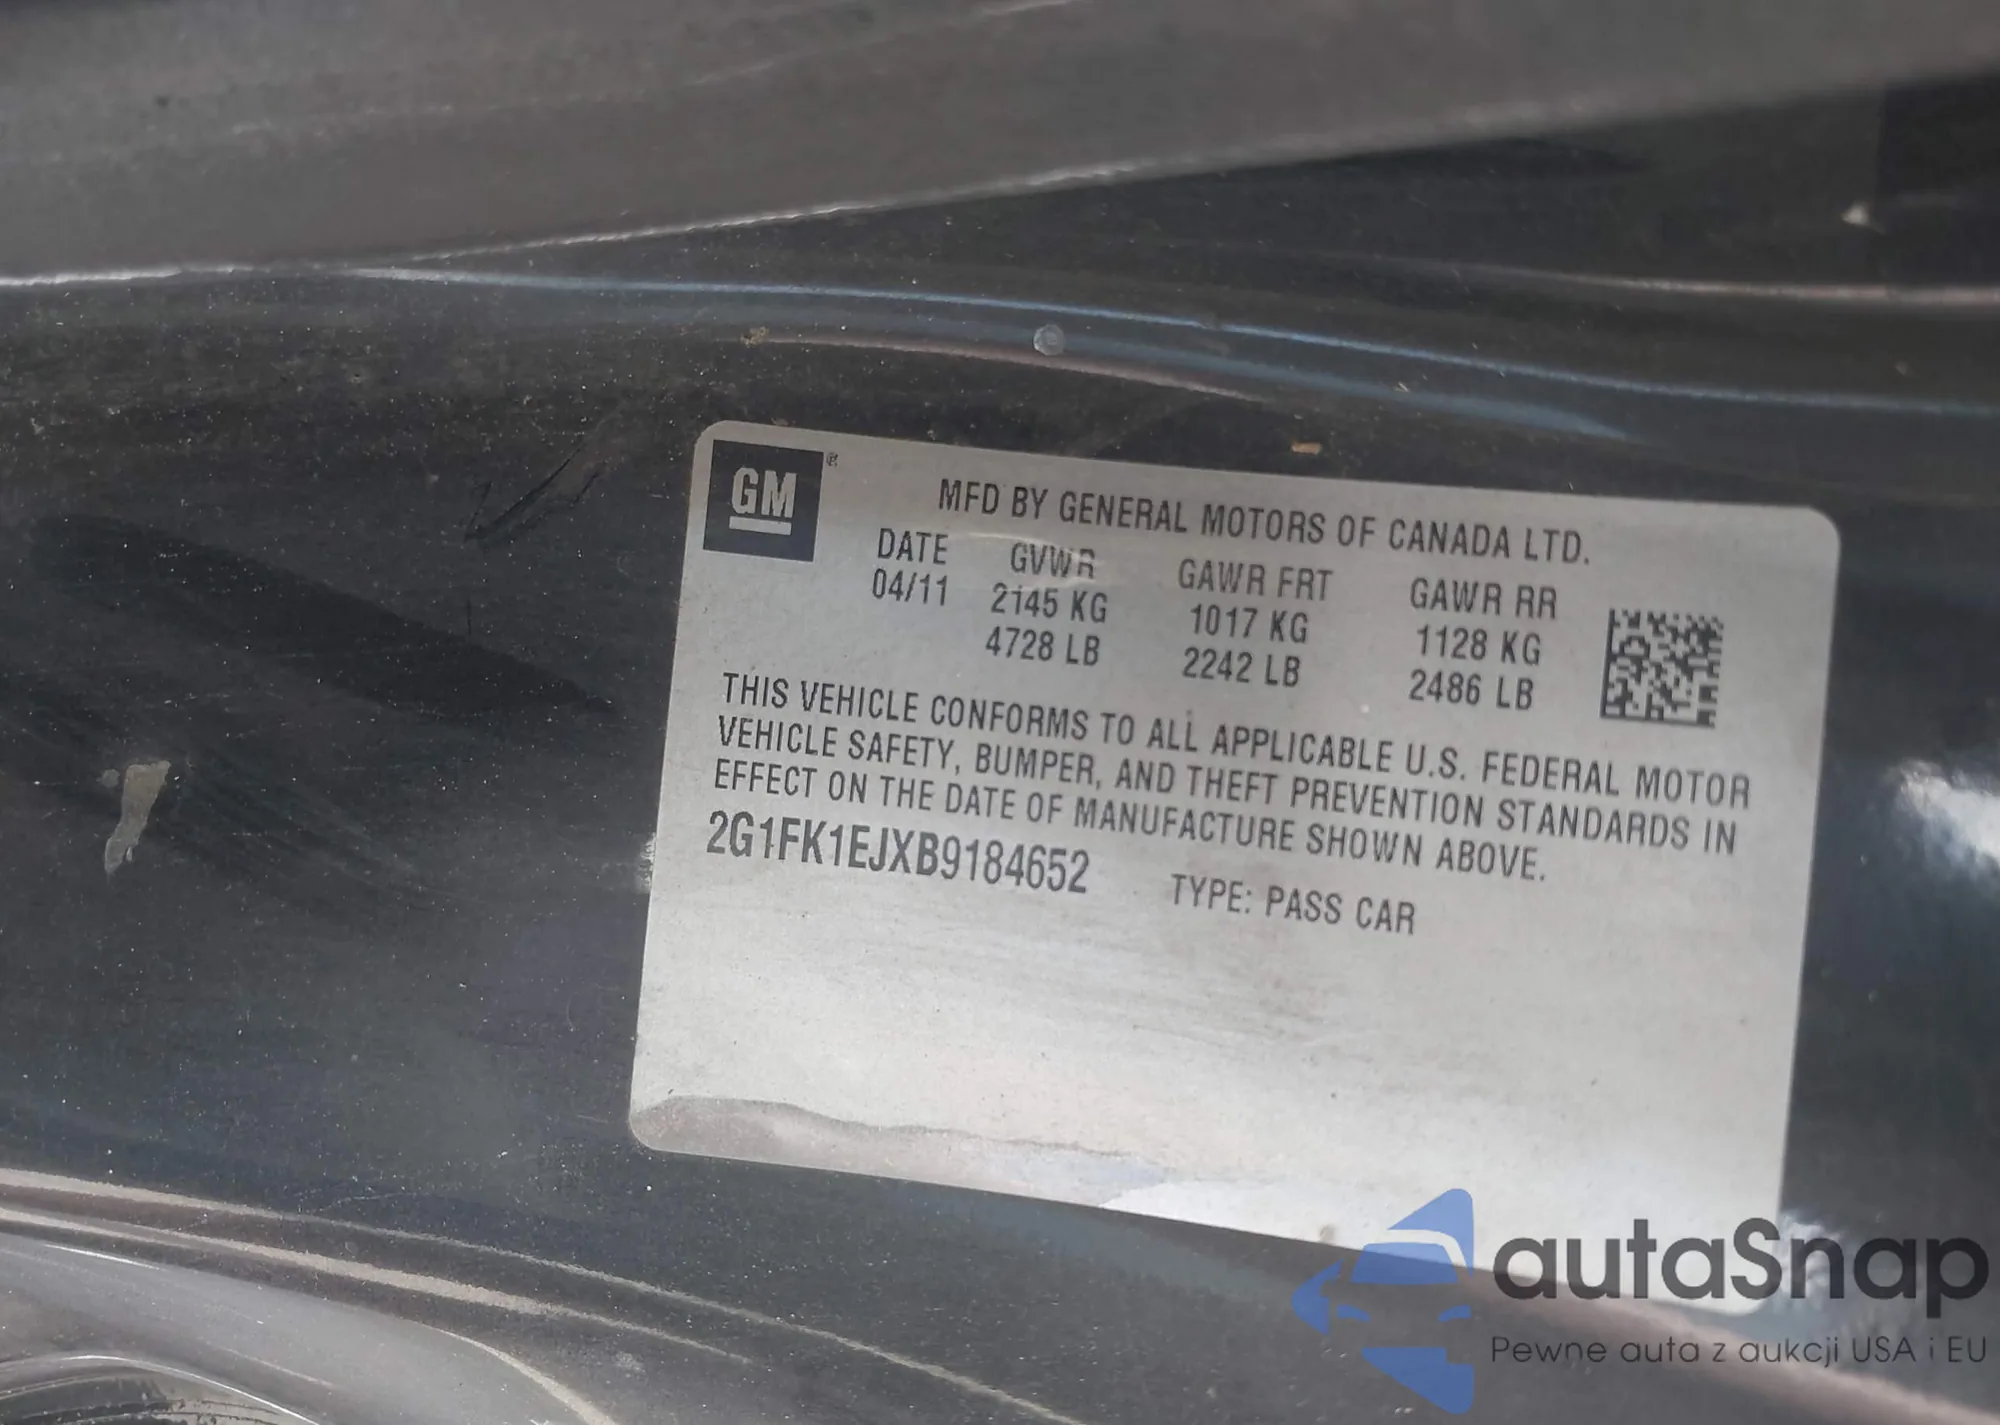 GM ®
MFD BY GENERAL MOTORS OF CANADA LTD.
DATE GVWR GAWR FRT GAWR RR
04/11 2145 KG 1017 KG 1128 KG
4728 LB 2242 LB 2486 LB
THIS VEHICLE CONFORMS TO ALL APPLICABLE U.S. FEDERAL MOTOR
VEHICLE SAFETY, BUMPER, AND THEFT PREVENTION STANDARDS IN
EFFECT ON THE DATE OF MANUFACTURE SHOWN ABOVE.
2G1FK1EJXB9184652 TYPE: PASS CAR
autaSnap
Pewne auta z aukcji USA i EU